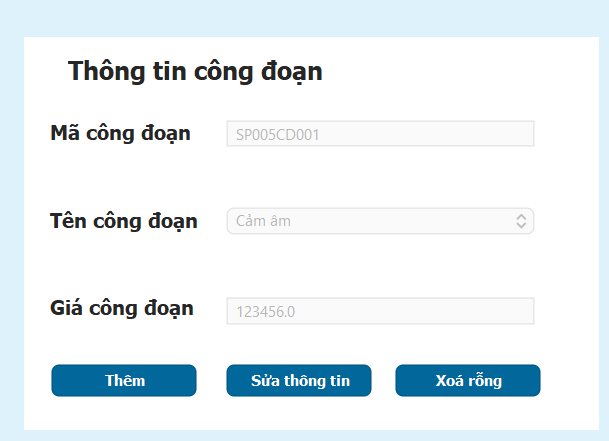 Thông tin công đoạn
Mã công đoạn SP005CD001
Tên công đoạn Cảm âm
Giá công đoạn 123456.0
Thêm Sửa thông tin Xoá rỗng